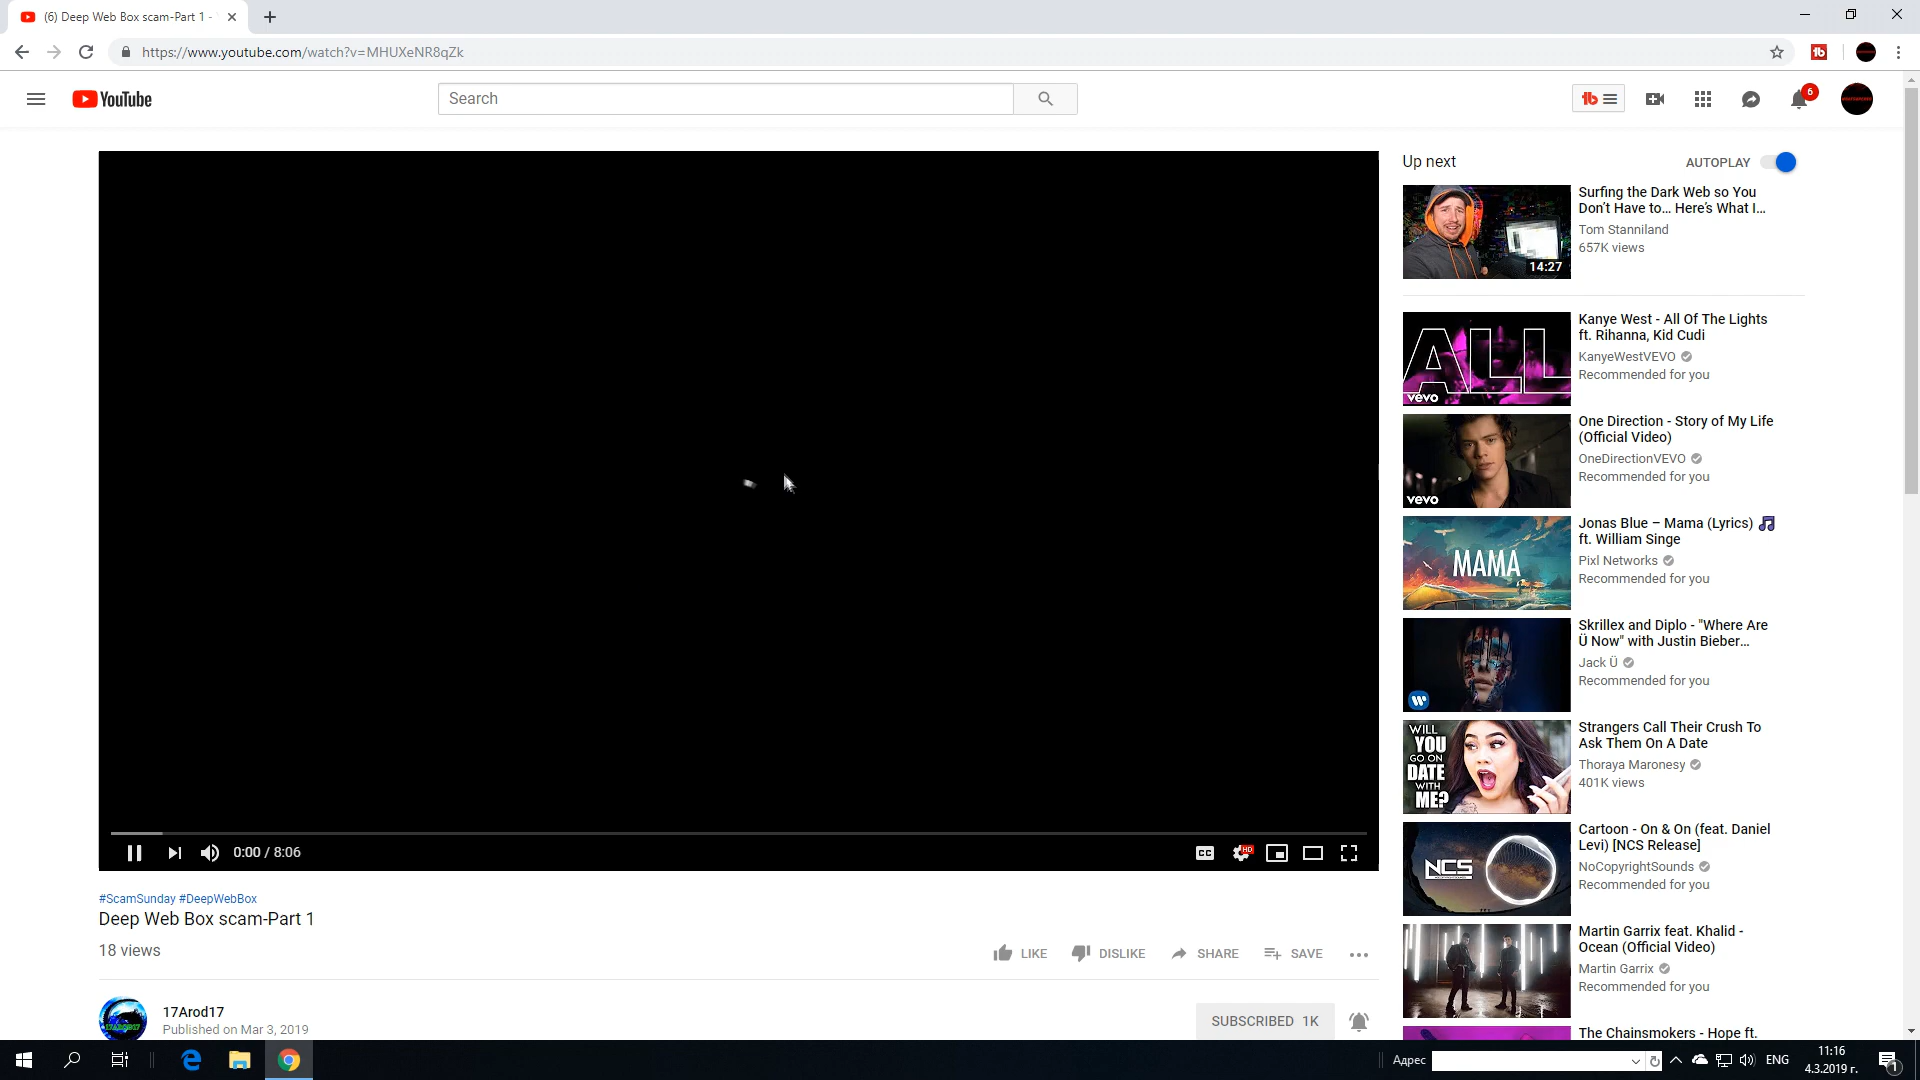 (6) Deep Web Box scam-Part 1 -
https://www.youtube.com/watch?v=MHUXeNR8qZk
YouTube
Search
6
Up next
AUTOPLAY
14:27
Surfing the Dark Web so You
Don't Have to... Here's What I...
Tom Stanniland
657K views
ALL
vevo
Kanye West - All Of The Lights
ft. Rihanna, Kid Cudi
KanyeWestVEVO
Recommended for you
vevo
One Direction - Story of My Life
(Official Video)
OneDirectionVEVO
Recommended for you
MAMA
Jonas Blue – Mama (Lyrics) 🎵
ft. William Singe
Pixl Networks
Recommended for you
Skrillex and Diplo - "Where Are
Ü Now" with Justin Bieber...
Jack Ü
Recommended for you
WILL
YOU
GO ON
DATE
WITH
ME?
Strangers Call Their Crush To
Ask Them On A Date
Thoraya Maronesy
401K views
NCS
Cartoon - On & On (feat. Daniel
Levi) [NCS Release]
NoCopyrightSounds
Recommended for you
Martin Garrix feat. Khalid -
Ocean (Official Video)
Martin Garrix
Recommended for you
The Chainsmokers - Hope ft.
0:00 / 8:06
CC
HD
#ScamSunday #DeepWebBox
Deep Web Box scam-Part 1
18 views
LIKE
DISLIKE
SHARE
SAVE
17Arod17
Published on Mar 3, 2019
SUBSCRIBED 1K
Адрес
ENG
11:16
4.3.2019 г.
1